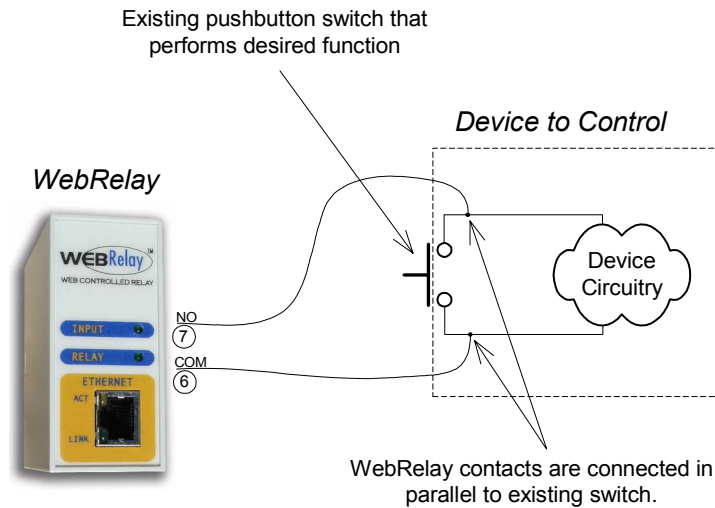 Existing pushbutton switch that
performs desired function
Device to Control
WebRelay
WEBRelay™
WEB CONTROLLED RELAY
INPUT
RELAY
ETHERNET
ACT
LINK
NO
7
COM
6
Device
Circuitry
WebRelay contacts are connected in
parallel to existing switch.